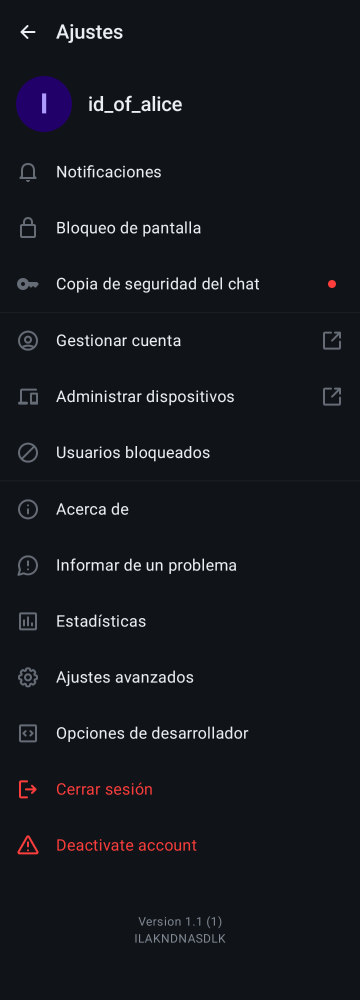 Ajustes
I
id_of_alice
Notificaciones
Bloqueo de pantalla
Copia de seguridad del chat
Gestionar cuenta
Administrar dispositivos
Usuarios bloqueados
Acerca de
Informar de un problema
Estadísticas
Ajustes avanzados
Opciones de desarrollador
Cerrar sesión
Deactivate account
Version 1.1 (1)
ILAKNDNASDLK